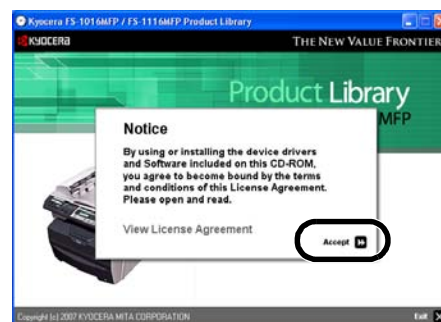 Kyocera FS-1016MFP / FS-1116MFP Product Library
KYOCERA
THE NEW VALUE FRONTIER
Product Library
MFP
Notice
By using or installing the device drivers
and Software included on this CD-ROM,
you agree to become bound by the terms
and conditions of this License Agreement.
Please open and read.
View License Agreement
Accept
Copyright (c) 2007 KYOCERA MITA CORPORATION
Exit